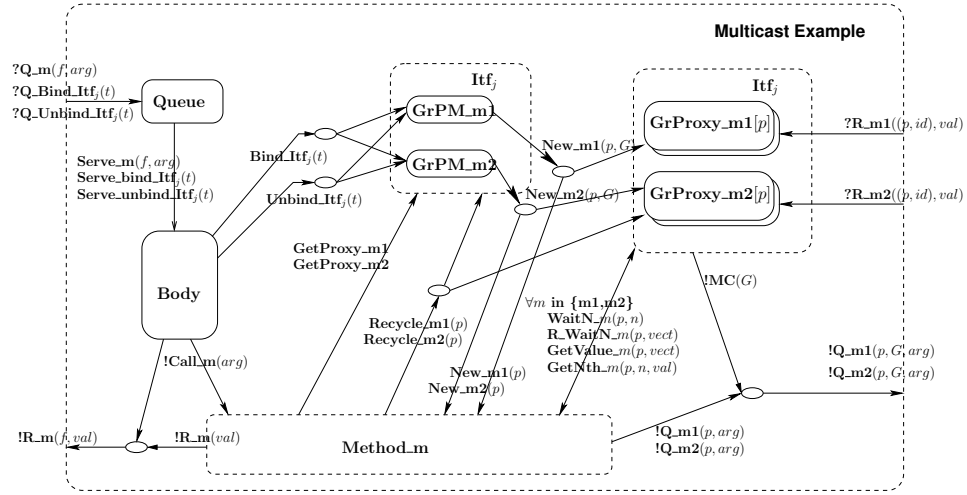 Multicast Example
?Q_m(f, arg)
?Q_Bind_Itf_j(t)
?Q_Unbind_Itf_j(t)
Queue
Itf_j
GrPM_m1
GrPM_m2
Itf_j
GrProxy_m1[p]
GrProxy_m2[p]
?R_m1((p, id), val)
?R_m2((p, id), val)
New_m1(p, G)
New_m2(p, G)
Bind_Itf_j(t)
Unbind_Itf_j(t)
Serve_m(f, arg)
Serve_bind_Itf_j(t)
Serve_unbind_Itf_j(t)
GetProxy_m1
GetProxy_m2
Body
!MC(G)
∀m in {m1,m2}
WaitN_m(p, n)
R_WaitN_m(p, vect)
GetValue_m(p, vect)
GetNth_m(p, n, val)
Recycle_m1(p)
Recycle_m2(p)
!Call_m(arg)
New_m1(p)
New_m2(p)
!Q_m1(p, G, arg)
!Q_m2(p, G, arg)
!R_m(f, val)
!R_m(val)
Method_m
!Q_m1(p, arg)
!Q_m2(p, arg)